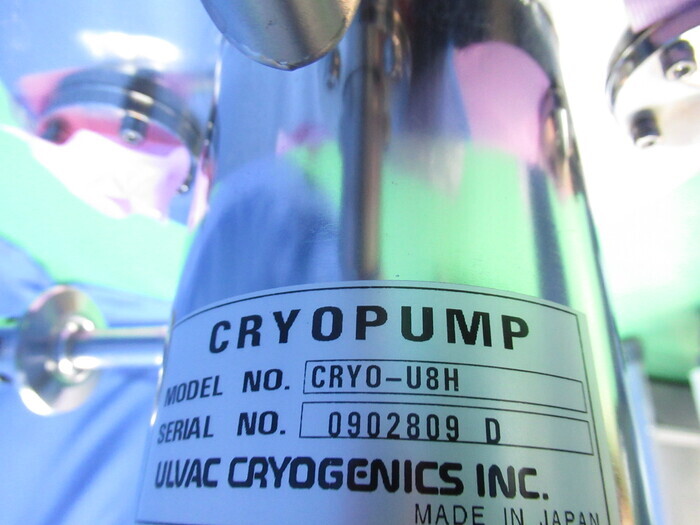 CRYOPUMP
MODEL NO. CRYO-U8H
SERIAL NO. 0902809 D
ULVAC CRYOGENICS INC.
MADE IN JAPAN